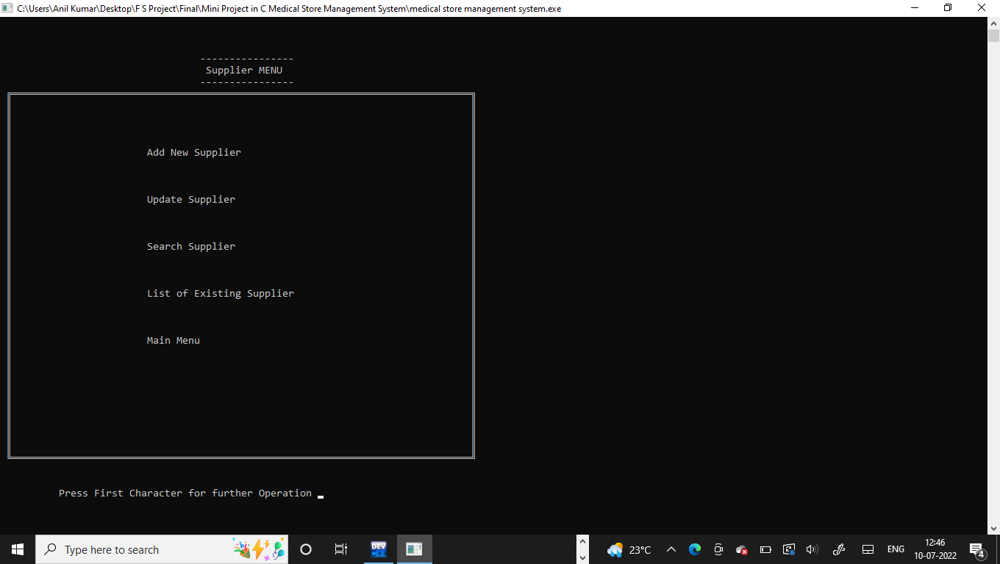 C:\Users\Anil Kumar\Desktop\F S Project\Final\Mini Project in C Medical Store Management System\medical store management system.exe
----------------
Supplier MENU
----------------
Add New Supplier
Update Supplier
Search Supplier
List of Existing Supplier
Main Menu
Press First Character for further Operation
Type here to search
DEV
C++
23°C
ENG
12:46
10-07-2022
4